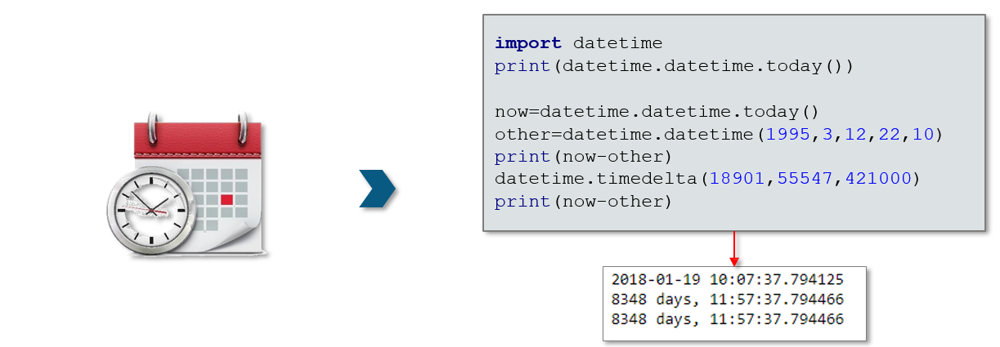 import datetime
print(datetime.datetime.today())
now=datetime.datetime.today()
other=datetime.datetime(1995,3,12,22,10)
print(now-other)
datetime.timedelta(18901,55547,421000)
print(now-other)
2018-01-19 10:07:37.794125
8348 days, 11:57:37.794466
8348 days, 11:57:37.794466